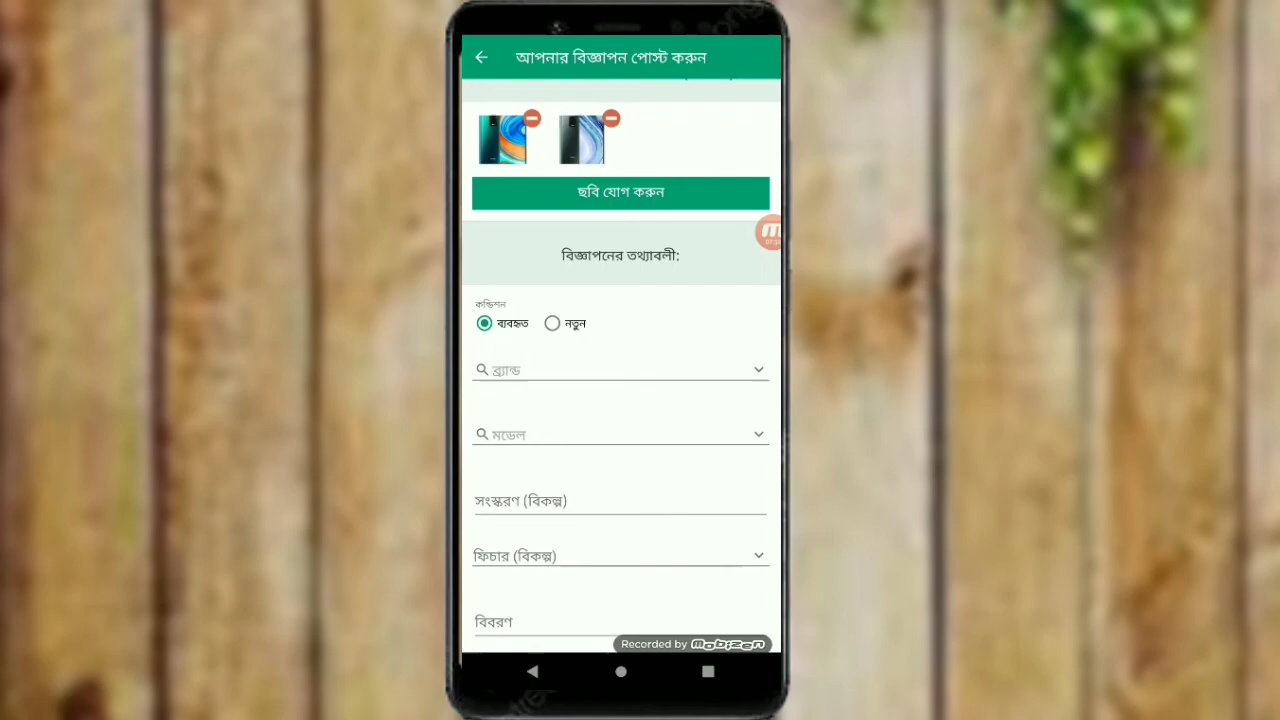 আপনার বিজ্ঞাপন পোস্ট করুন
ছবি যোগ করুন
বিজ্ঞাপনের তথ্যাবলী:
কন্ডিশন
ব্যবহৃত
নতুন
ব্র্যান্ড
মডেল
সংস্করণ (বিকল্প)
ফিচার (বিকল্প)
বিবরণ
Recorded by mobizen